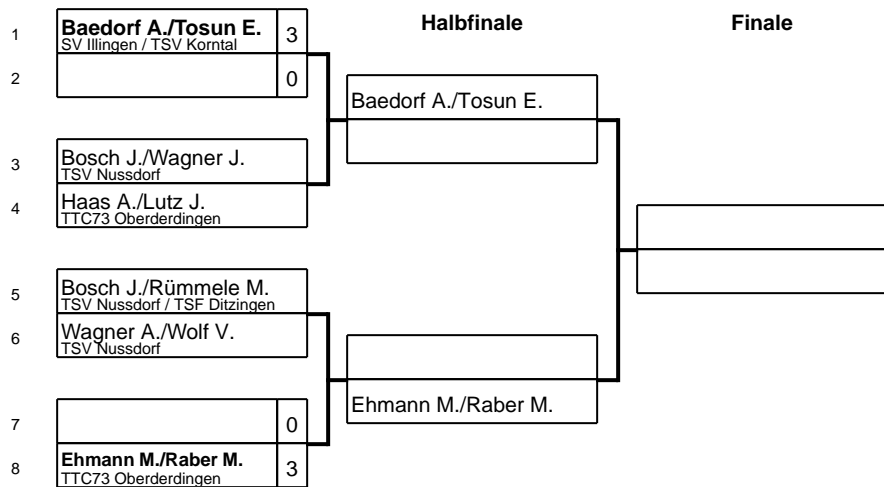 Halbfinale
Finale
1
Baedorf A./Tosun E.
3
SV Illingen / TSV Korntal
2
0
Baedorf A./Tosun E.
3
Bosch J./Wagner J.
TSV Nussdorf
4
Haas A./Lutz J.
TTC73 Oberderdingen
5
Bosch J./Rümmele M.
TSV Nussdorf / TSF Ditzingen
6
Wagner A./Wolf V.
TSV Nussdorf
Ehmann M./Raber M.
7
0
8
Ehmann M./Raber M.
3
TTC73 Oberderdingen